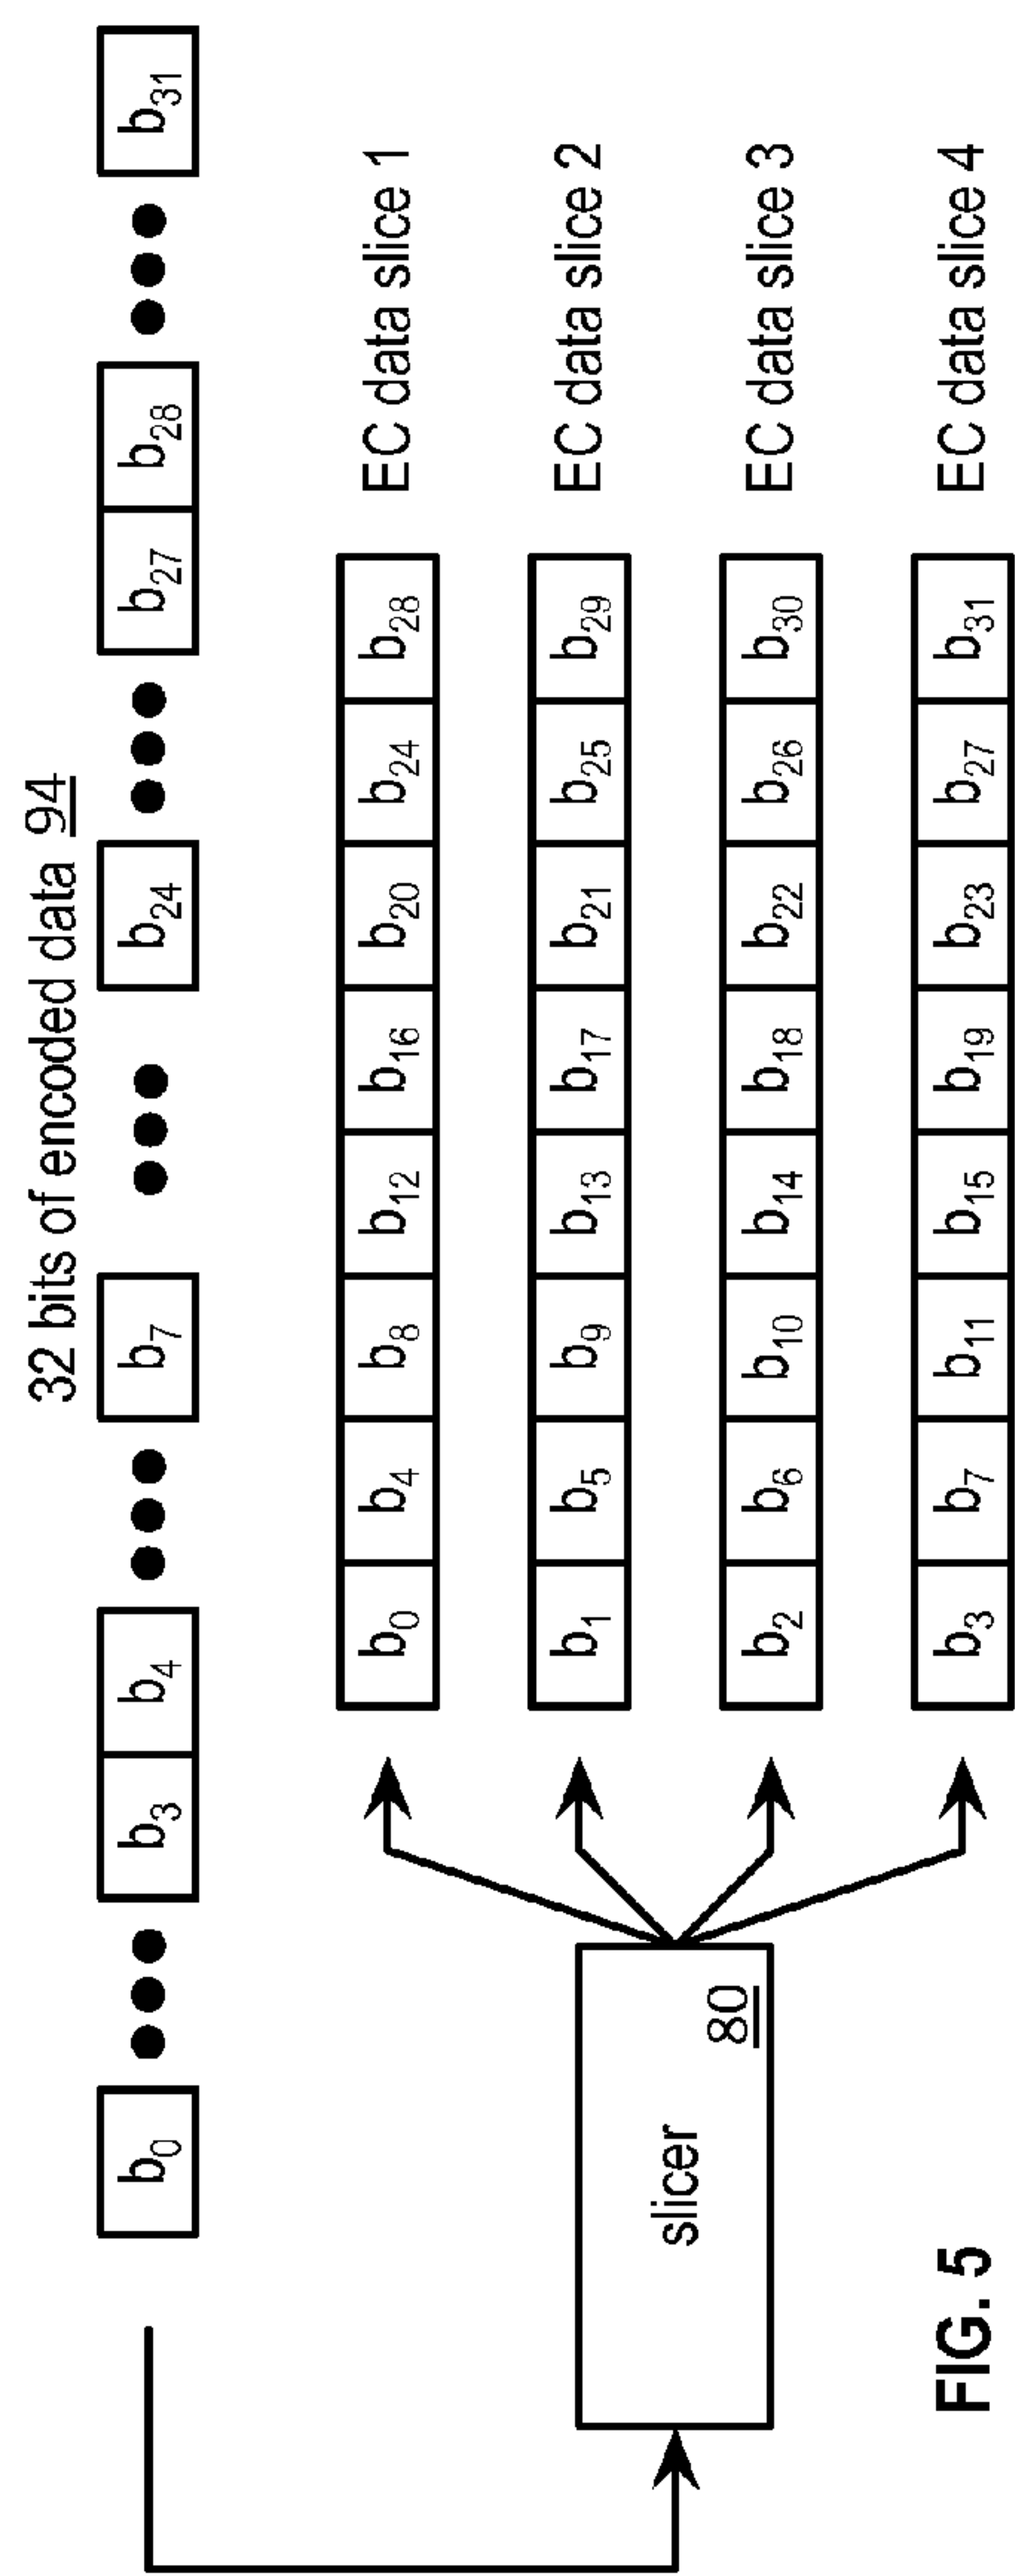 32 bits of encoded data 94
b0 ••• b3 b4 ••• b7 ••• b24 ••• b27 b28 ••• b31
b0 b4 b8 b12 b16 b20 b24 b28 EC data slice 1
b1 b5 b9 b13 b17 b21 b25 b29 EC data slice 2
slicer 80
b2 b6 b10 b14 b18 b22 b26 b30 EC data slice 3
b3 b7 b11 b15 b19 b23 b27 b31 EC data slice 4
FIG. 5